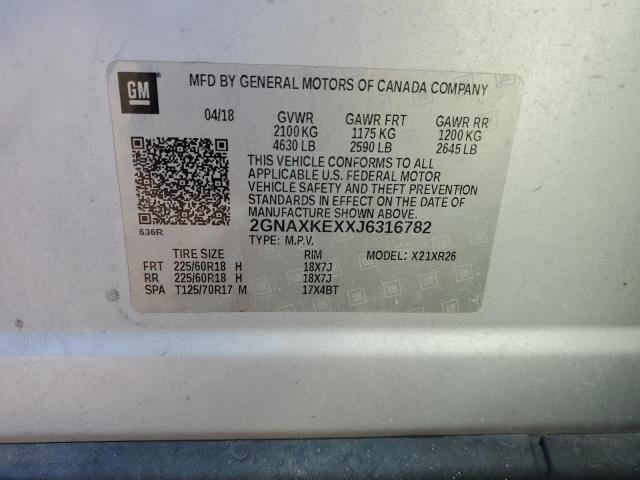 GM
MFD BY GENERAL MOTORS OF CANADA COMPANY
04/18 GVWR GAWR FRT GAWR RR
2100 KG 1175 KG 1200 KG
4630 LB 2590 LB 2645 LB
THIS VEHICLE CONFORMS TO ALL
APPLICABLE U.S. FEDERAL MOTOR
VEHICLE SAFETY AND THEFT PREVENTION
STANDARDS IN EFFECT ON THE DATE OF
MANUFACTURE SHOWN ABOVE.
636R 2GNAXKEXXJ6316782
TYPE: M.P.V. MODEL: X21XR26
TIRE SIZE RIM
FRT 225/60R18 H 18X7J
RR 225/60R18 H 18X7J
SPA T125/70R17 M 17X4BT